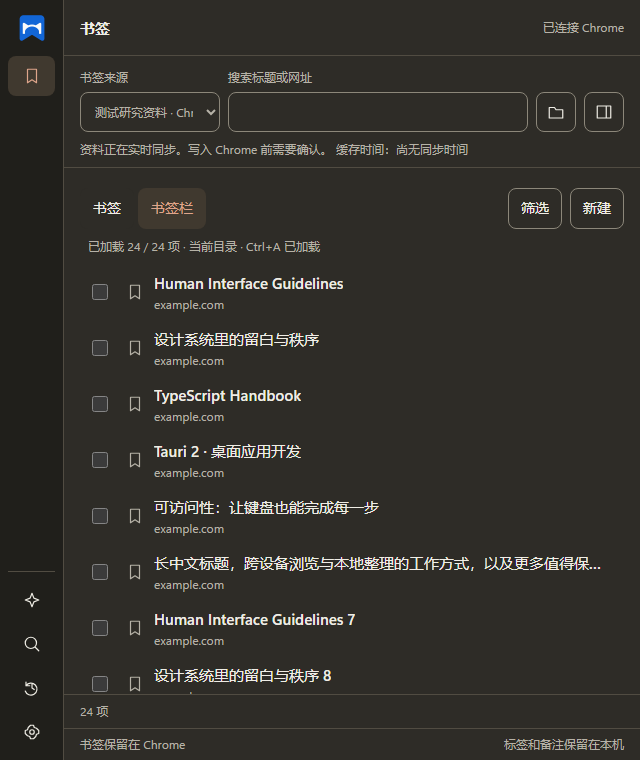 书签
已连接 Chrome
书签来源
搜索标题或网址
测试研究资料 · Chr
资料正在实时同步。写入 Chrome 前需要确认。 缓存时间：尚无同步时间
书签
书签栏
筛选
新建
已加载 24 / 24 项 · 当前目录 · Ctrl+A 已加载
Human Interface Guidelines
example.com
设计系统里的留白与秩序
example.com
TypeScript Handbook
example.com
Tauri 2 · 桌面应用开发
example.com
可访问性：让键盘也能完成每一步
example.com
长中文标题，跨设备浏览与本地整理的工作方式，以及更多值得保...
example.com
Human Interface Guidelines 7
example.com
设计系统里的留白与秩序 8
24 项
书签保留在 Chrome
标签和备注保留在本机